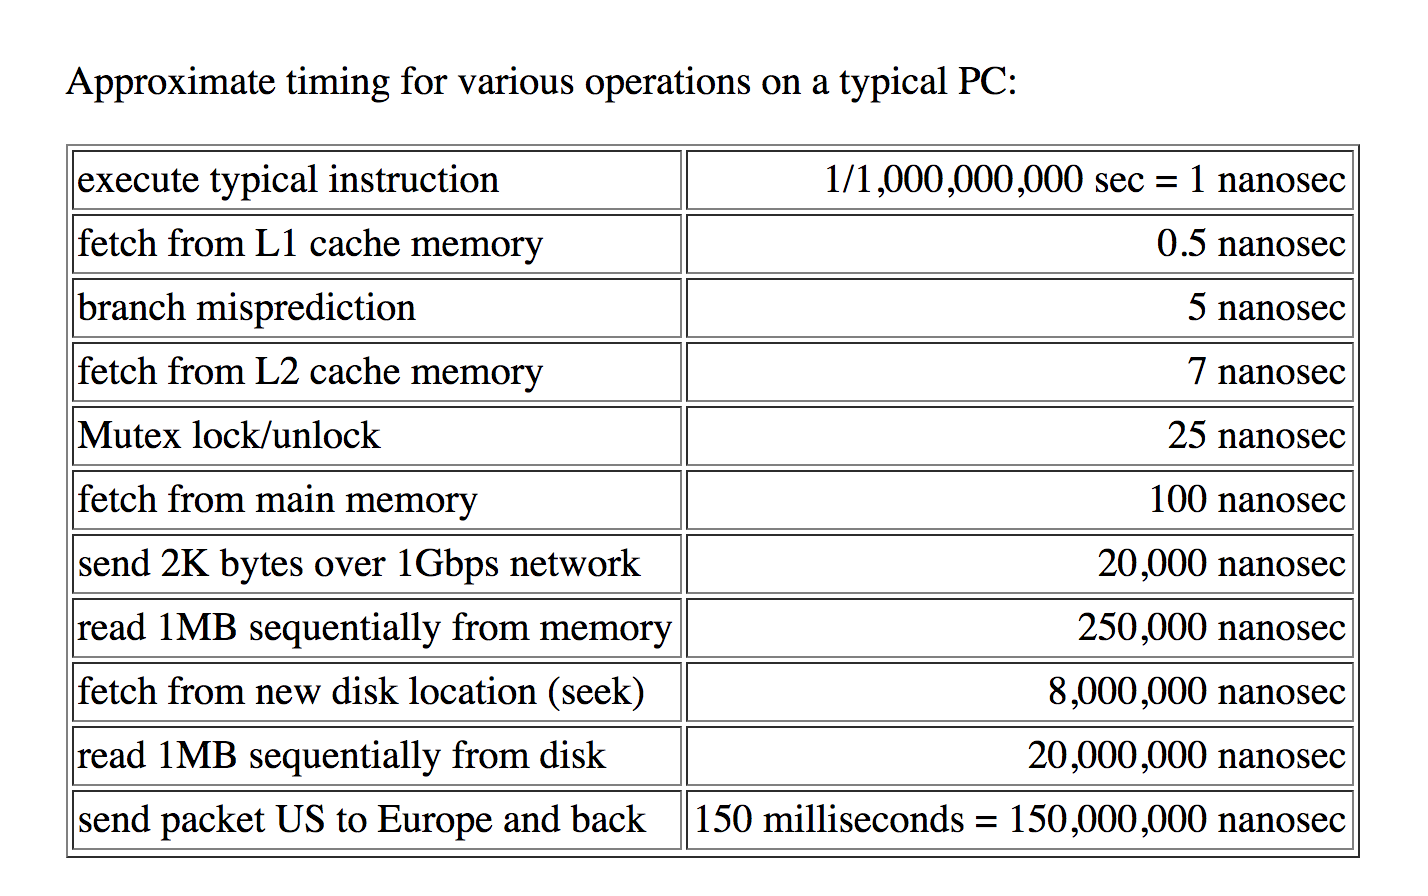 Approximate timing for various operations on a typical PC:
execute typical instruction 1/1,000,000,000 sec = 1 nanosec
fetch from L1 cache memory 0.5 nanosec
branch misprediction 5 nanosec
fetch from L2 cache memory 7 nanosec
Mutex lock/unlock 25 nanosec
fetch from main memory 100 nanosec
send 2K bytes over 1Gbps network 20,000 nanosec
read 1MB sequentially from memory 250,000 nanosec
fetch from new disk location (seek) 8,000,000 nanosec
read 1MB sequentially from disk 20,000,000 nanosec
send packet US to Europe and back 150 milliseconds = 150,000,000 nanosec